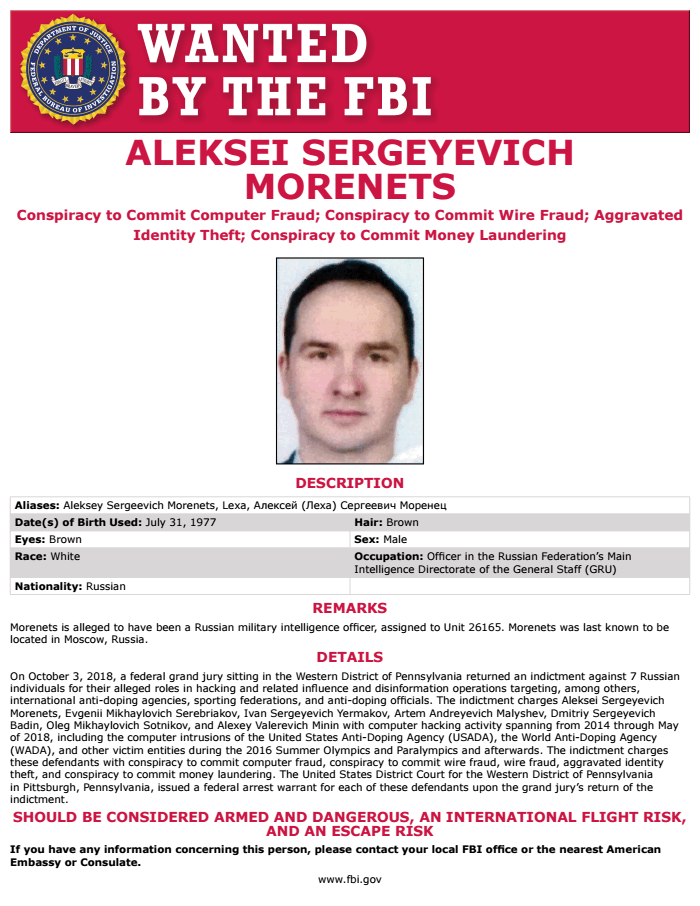 DEPARTMENT OF JUSTICE
FEDERAL BUREAU OF INVESTIGATION
WANTED
BY THE FBI
ALEKSEI SERGEYEVICH
MORENETS
Conspiracy to Commit Computer Fraud; Conspiracy to Commit Wire Fraud; Aggravated
Identity Theft; Conspiracy to Commit Money Laundering
DESCRIPTION
Aliases: Aleksey Sergeevich Morenets, Lexa, Алексей (Леха) Сергеевич Моренец
Date(s) of Birth Used: July 31, 1977 Hair: Brown
Eyes: Brown Sex: Male
Race: White Occupation: Officer in the Russian Federation’s Main
Intelligence Directorate of the General Staff (GRU)
Nationality: Russian
REMARKS
Morenets is alleged to have been a Russian military intelligence officer, assigned to Unit 26165. Morenets was last known to be
located in Moscow, Russia.
DETAILS
On October 3, 2018, a federal grand jury sitting in the Western District of Pennsylvania returned an indictment against 7 Russian
individuals for their alleged roles in hacking and related influence and disinformation operations targeting, among others,
international anti-doping agencies, sporting federations, and anti-doping officials. The indictment charges Aleksei Sergeyevich
Morenets, Evgenii Mikhaylovich Serebriakov, Ivan Sergeyevich Yermakov, Artem Andreyevich Malyshev, Dmitriy Sergeyevich
Badin, Oleg Mikhaylovich Sotnikov, and Alexey Valerevich Minin with computer hacking activity spanning from 2014 through May
of 2018, including the computer intrusions of the United States Anti-Doping Agency (USADA), the World Anti-Doping Agency
(WADA), and other victim entities during the 2016 Summer Olympics and Paralympics and afterwards. The indictment charges
these defendants with conspiracy to commit computer fraud, conspiracy to commit wire fraud, wire fraud, aggravated identity
theft, and conspiracy to commit money laundering. The United States District Court for the Western District of Pennsylvania
in Pittsburgh, Pennsylvania, issued a federal arrest warrant for each of these defendants upon the grand jury’s return of the
indictment.
SHOULD BE CONSIDERED ARMED AND DANGEROUS, AN INTERNATIONAL FLIGHT RISK,
AND AN ESCAPE RISK
If you have any information concerning this person, please contact your local FBI office or the nearest American
Embassy or Consulate.
www.fbi.gov